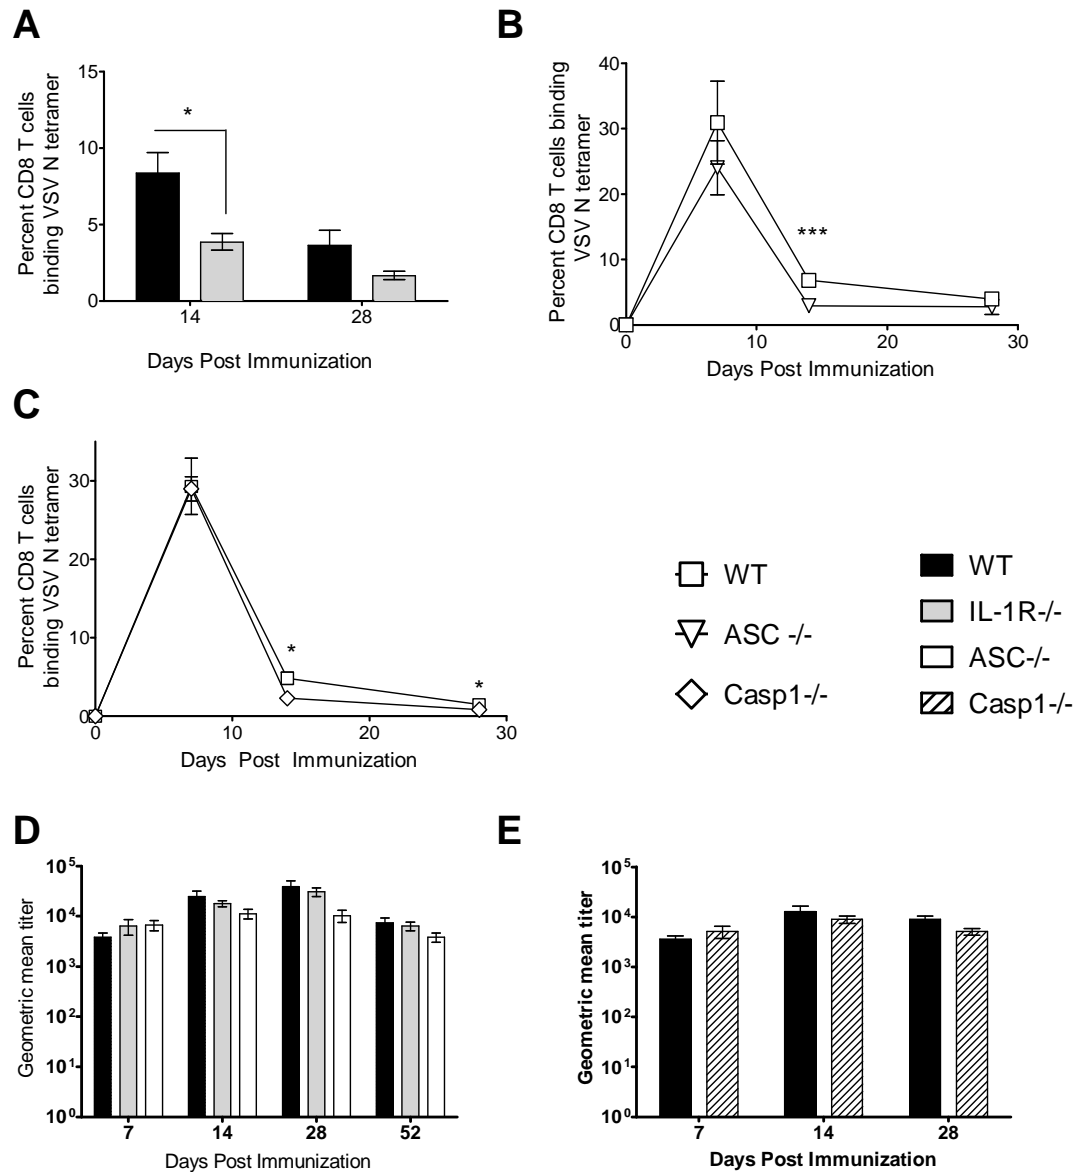 A
Percent CD8 T cells
binding VSV N tetramer
15
10
5
0
*
14 28
Days Post Immunization
B
Percent CD8 T cells binding
VSV N tetramer
40
30
20
10
0
***
0 10 20 30
Days Post Immunization
C
Percent CD8 T cells
binding VSV N tetramer
30
20
10
0
*
*
0 10 20 30
Days Post Immunization
WT
ASC -/-
Casp1-/-
WT
IL-1R-/-
ASC-/-
Casp1-/-
D
Geometric mean titer
10⁵
10⁴
10³
10²
10¹
10⁰
7 14 28 52
Days Post Immunization
E
Geometric mean titer
10⁵
10⁴
10³
10²
10¹
10⁰
7 14 28
Days Post Immunization